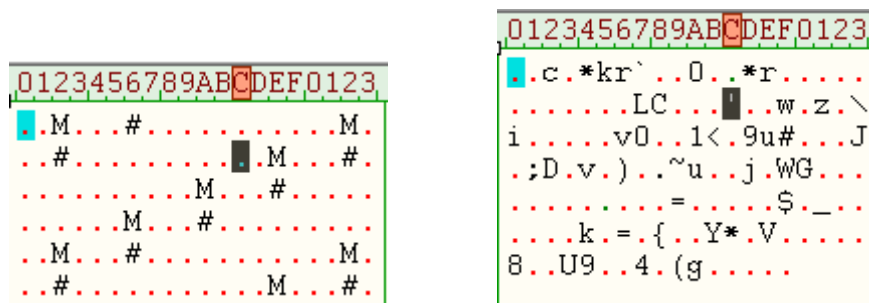 0123456789ABCDEF0123
..M...#...........M.
..#...........M...#.
..........M...#.....
......M...#.........
..M...#...........M.
..#...........M...#.
0123456789ABCDEF0123
..c.*kr`..0..*r.....
.......LC...'..w.z.\
i.....v0..1<.9u#...J
.;D.v.)..~u..j.WG...
.........=.....$._..
....k.=.{..Y*.V.....
8..U9..4.(g.....